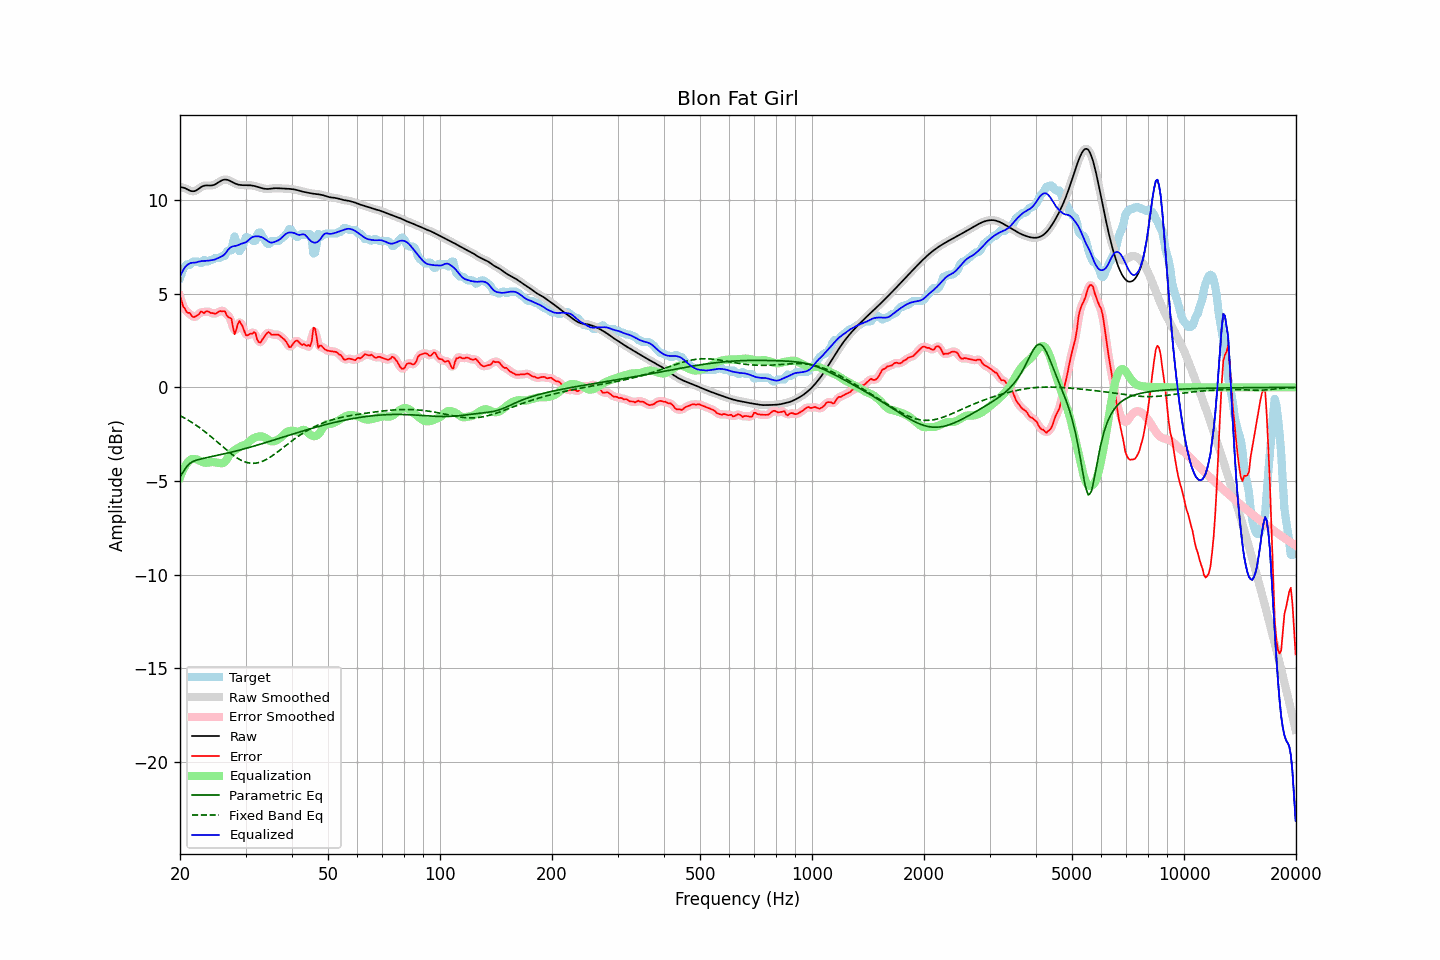 Blon Fat Girl
Amplitude (dBr)
10
5
0
−5
−10
−15
−20
Target
Raw Smoothed
Error Smoothed
Raw
Error
Equalization
Parametric Eq
Fixed Band Eq
Equalized
20 50 100 200 500 1000 2000 5000 10000 20000
Frequency (Hz)